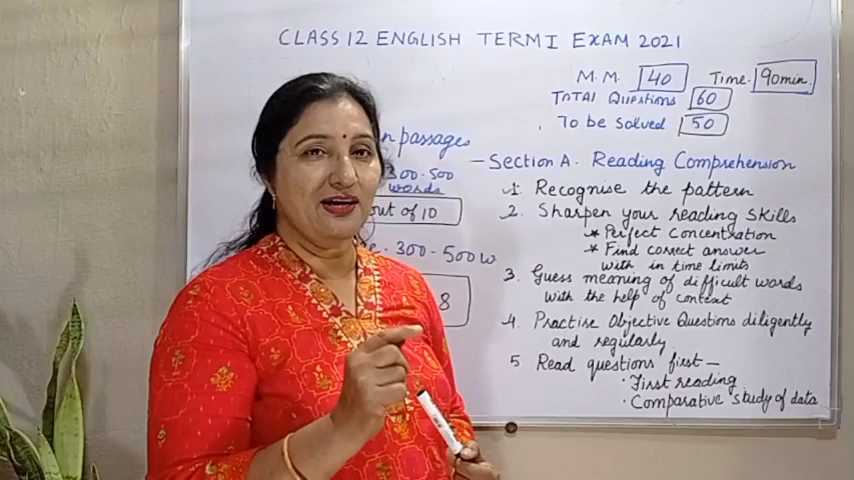 CLASS 12 ENGLISH TERM I EXAM 2021
M.M. 40 Time. 90min.
TOTAL Questions 60
To be solved 50
n passages
300-500
words
out of 10
300-500w
8
- Section A. Reading Comprehension
1. Recognise the pattern
2. Sharpen your reading skills
* Perfect concentration
* Find correct answer
with in time limits
3. Guess meaning of difficult words
with the help of context
4. Practise Objective Questions diligently
and regularly
5 Read questions first -
· First reading
· Comparative study of data